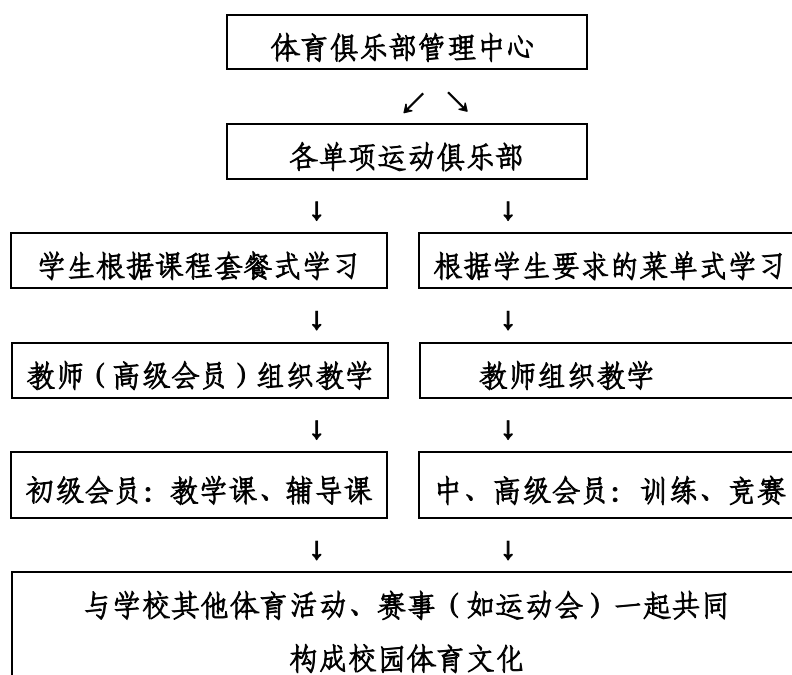 体育俱乐部管理中心
↙ ↘
各单项运动俱乐部
↓ ↓
学生根据课程套餐式学习
根据学生要求的菜单式学习
↓ ↓
教师（高级会员）组织教学
教师组织教学
↓ ↓
初级会员：教学课、辅导课
中、高级会员：训练、竞赛
↓ ↓
与学校其他体育活动、赛事（如运动会）一起共同
构成校园体育文化